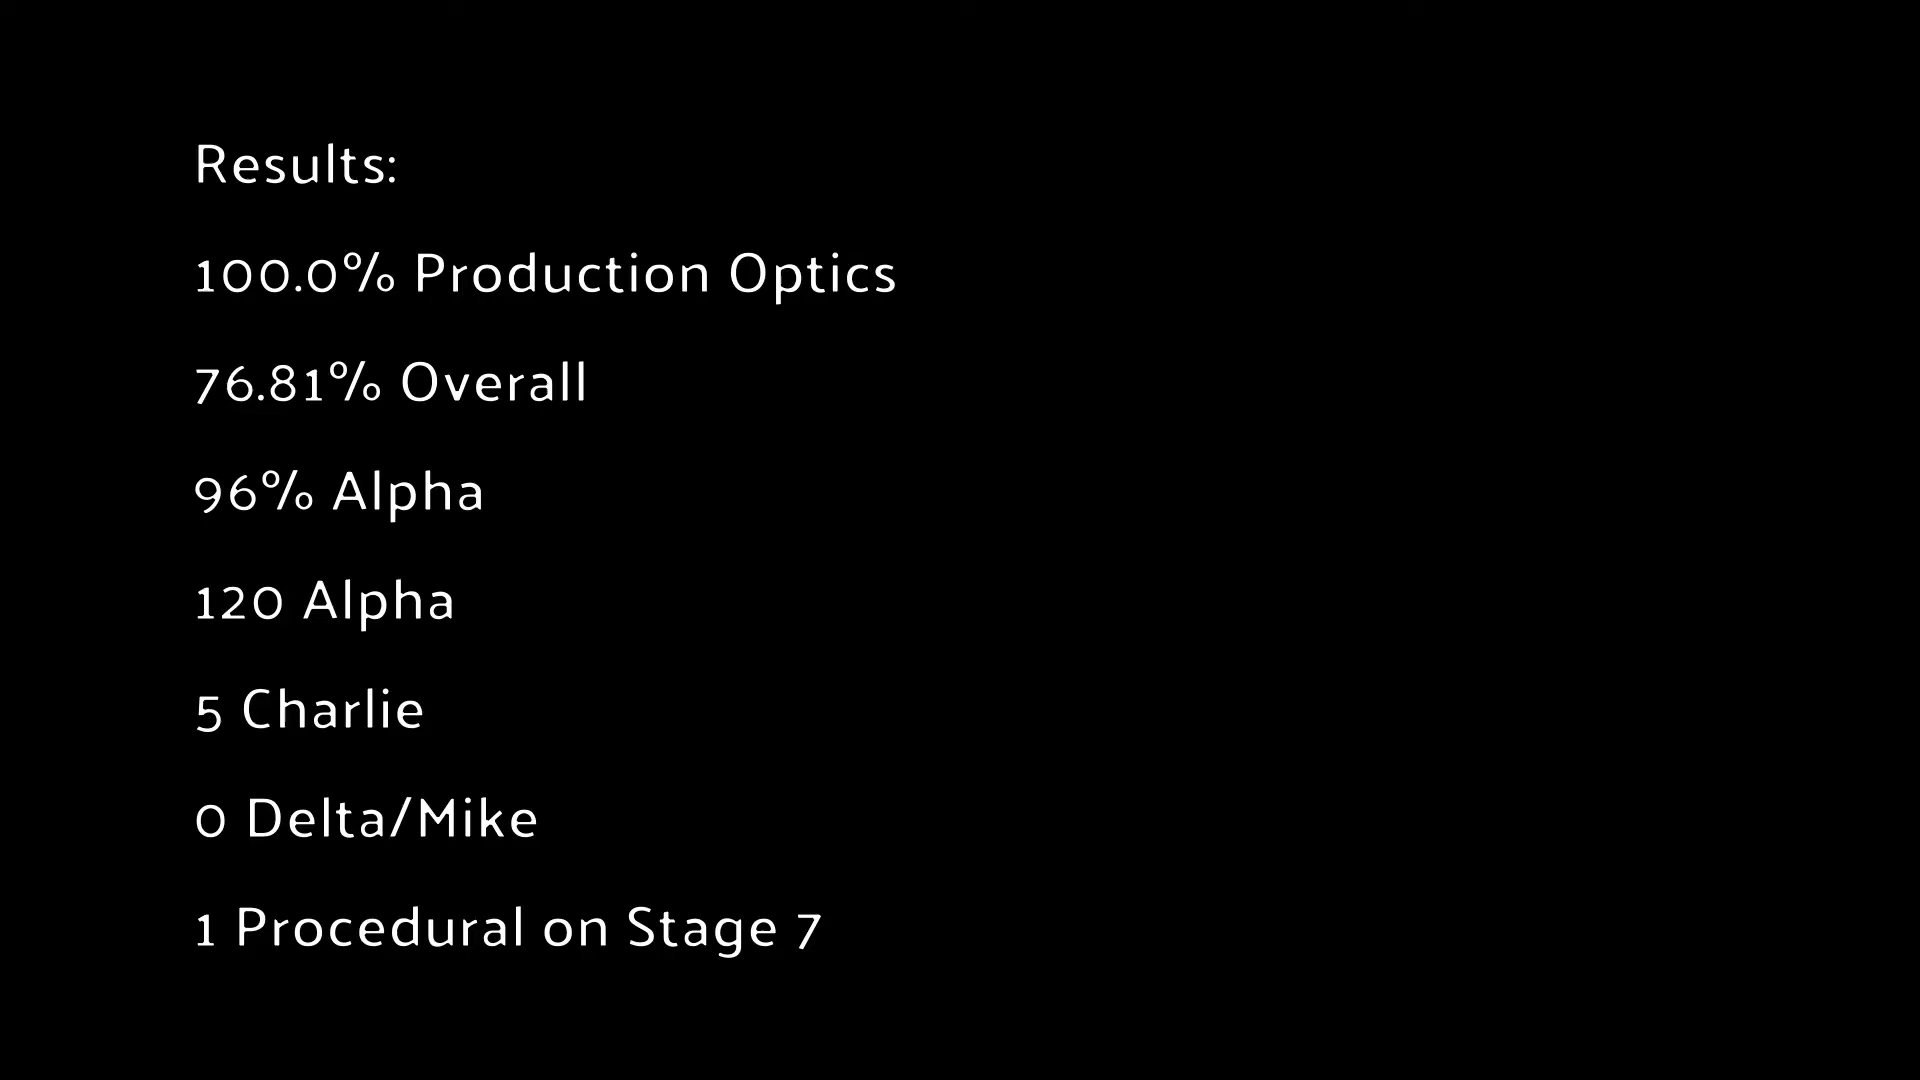 Results:
100.0% Production Optics
76.81% Overall
96% Alpha
120 Alpha
5 Charlie
0 Delta/Mike
1 Procedural on Stage 7